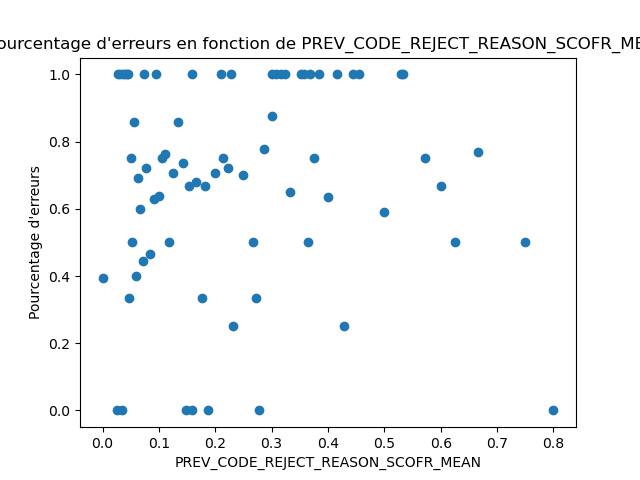 ourcentage d'erreurs en fonction de PREV_CODE_REJECT_REASON_SCOFR_ME
1.0
0.8
0.6
0.4
0.2
0.0
Pourcentage d'erreurs
0.0 0.1 0.2 0.3 0.4 0.5 0.6 0.7 0.8
PREV_CODE_REJECT_REASON_SCOFR_MEAN